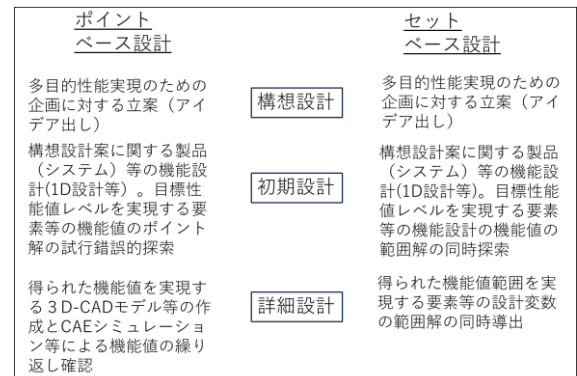 ポイント
ベース設計
セット
ベース設計
多目的性能実現のための
企画に対する立案（アイ
デア出し）
構想設計
多目的性能実現のための
企画に対する立案（アイ
デア出し）
構想設計案に関する製品
（システム）等の機能設
計(1D設計等）。目標性
能値レベルを実現する要
素等の機能値のポイント
解の試行錯誤的探索
初期設計
構想設計案に関する製品
（システム）等の機能設
計(1D設計等)。目標性能
値レベルを実現する要素
等の機能設計の機能値の
範囲解の同時探索
得られた機能値を実現す
る３D-CADモデル等の作
成とCAEシミュレーショ
ン等による機能値の繰り
返し確認
詳細設計
得られた機能値範囲を実
現する要素等の設計変数
の範囲解の同時導出